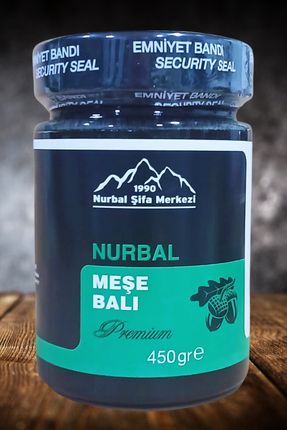 EMNİYET BANDI
SECURITY SEAL
EMNİYET BANDI
SECURITY SEAL
1990
Nurbal Şifa Merkezi
NURBAL
MEŞE
BALI
Premium
450gr℮